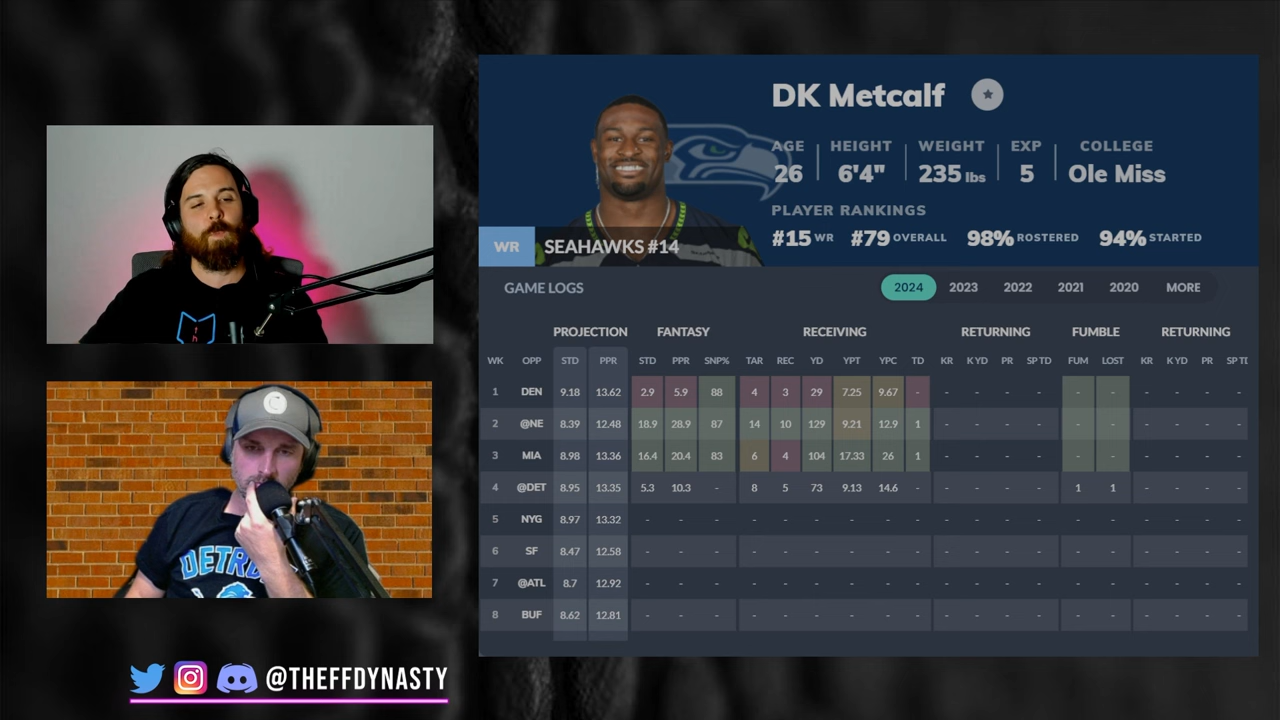 DK Metcalf
AGE HEIGHT WEIGHT EXP COLLEGE
26 6'4" 235 lbs 5 Ole Miss
PLAYER RANKINGS
#15 WR #79 OVERALL 98% ROSTERED 94% STARTED
WR SEAHAWKS #14
GAME LOGS 2024 2023 2022 2021 2020 MORE
PROJECTION FANTASY RECEIVING RETURNING FUMBLE RETURNING
WK OPP STD PPR STD PPR SNP% TAR REC YD YPT YPC TD KR KYD PR SPTD FUM LOST KR KYD PR SP
1 DEN 9.18 13.62 2.9 5.9 88 4 3 29 7.25 9.67 - - - - - - - - - - -
2 @NE 8.39 12.48 18.9 28.9 87 14 10 129 9.21 12.9 1 - - - - - - - - - -
3 MIA 8.98 13.36 16.4 20.4 83 6 4 104 17.33 26 1 - - - - - - - - - -
4 @DET 8.95 13.35 5.3 10.3 - 8 5 73 9.13 14.6 - - - - - 1 1 - - - -
5 NYG 8.97 13.32 - - - - - - - - - - - - - - - - - - -
6 SF 8.47 12.58 - - - - - - - - - - - - - - - - - - -
7 @ATL 8.7 12.92 - - - - - - - - - - - - - - - - - - -
8 BUF 8.62 12.81 - - - - - - - - - - - - - - - - - - -
@THEFFDYNASTY